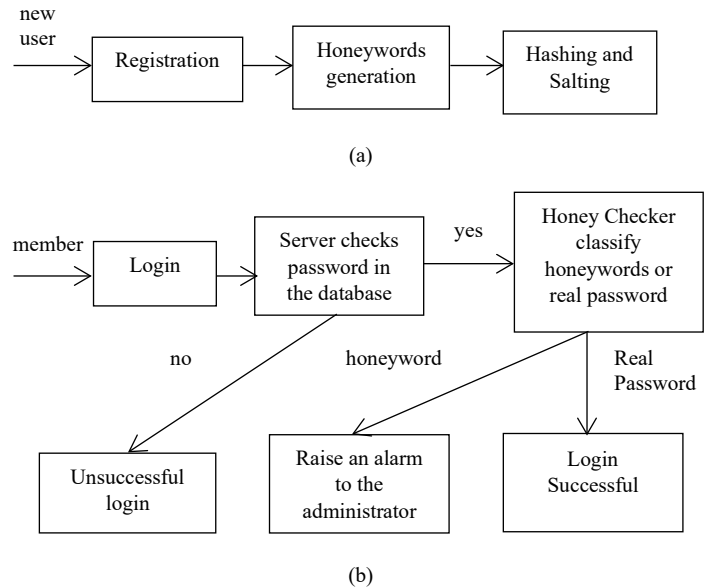 new
user
Registration
Honeywords
generation
Hashing and
Salting
(a)
member
Login
Server checks
password in
the database
yes
Honey Checker
classify
honeywords or
real password
no
honeyword
Real
Password
Unsuccessful
login
Raise an alarm
to the
administrator
Login
Successful
(b)